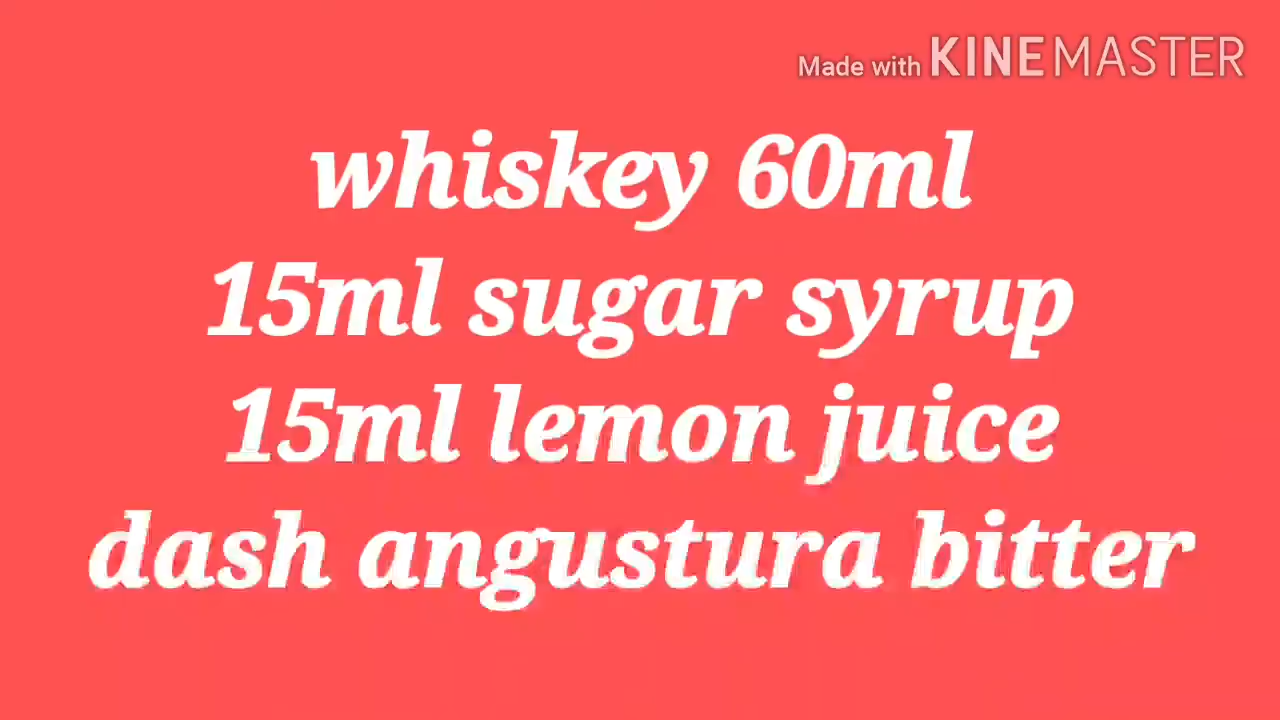 Made with KINEMASTER
whiskey 60ml
15ml sugar syrup
15ml lemon juice
dash angustura bitter